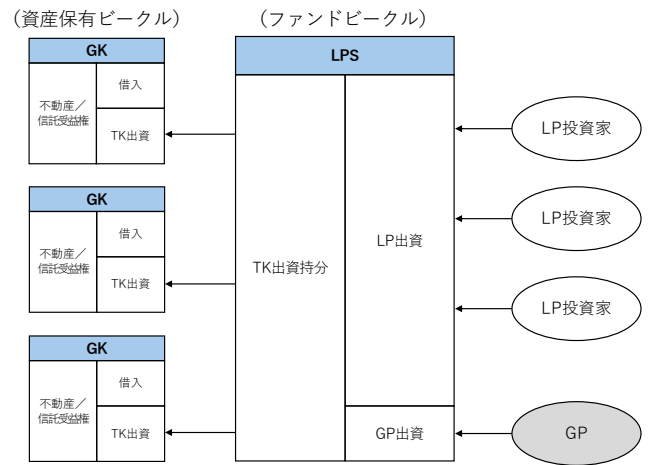 （資産保有ビークル）
（ファンドビークル）
GK
不動産／
信託受益権
借入
TK出資
GK
不動産／
信託受益権
借入
TK出資
GK
不動産／
信託受益権
借入
TK出資
LPS
TK出資持分
LP出資
GP出資
LP投資家
LP投資家
LP投資家
GP